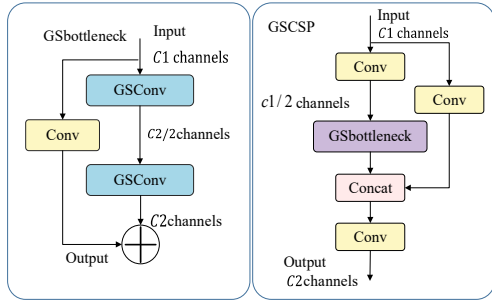 GSbottleneck
Input
C1 channels
GSConv
Conv
C2/2channels
GSConv
C2channels
Output
GSCSP
Input
C1 channels
Conv
c1/2 channels
Conv
GSbottleneck
Concat
Conv
Output
C2channels